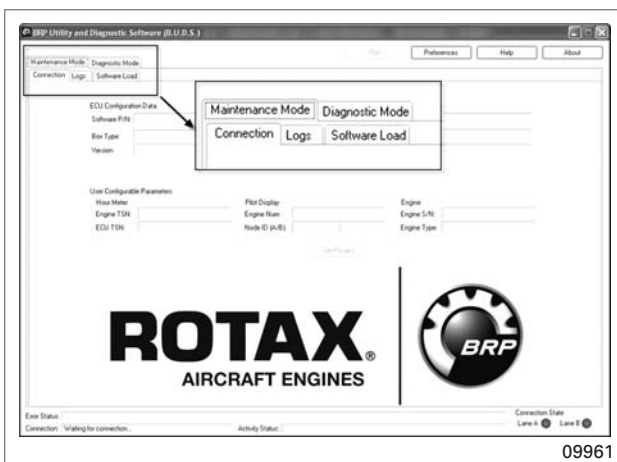 BRP Utility and Diagnostic Software (B.U.D.S.)
Preferences Help About
Maintenance Mode Diagnostic Mode
Connection Logs Software Load
Maintenance Mode Diagnostic Mode
Connection Logs Software Load
ECU Configuration Data
Software P/N:
Box Type:
Version:
User Configurable Parameters
Hour Meter Pilot Display Engine
Engine TSN: Engine Num: Engine S/N:
ECU TSN: Node ID (A/B): Engine Type:
ROTAX®
AIRCRAFT ENGINES
BRP
Error Status:
Connection: Waiting for connection... Activity Status:
Connection State
Lane A Lane B
09961